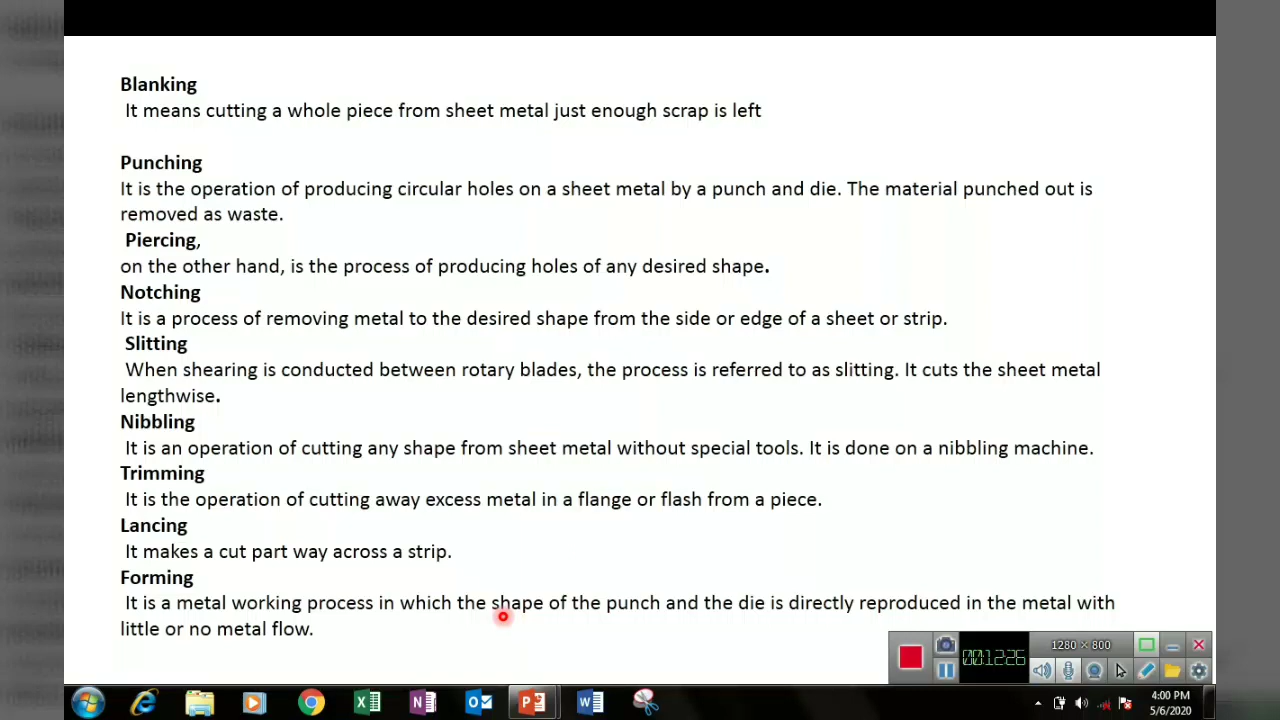 Blanking
It means cutting a whole piece from sheet metal just enough scrap is left
Punching
It is the operation of producing circular holes on a sheet metal by a punch and die. The material punched out is
removed as waste.
Piercing,
on the other hand, is the process of producing holes of any desired shape.
Notching
It is a process of removing metal to the desired shape from the side or edge of a sheet or strip.
Slitting
When shearing is conducted between rotary blades, the process is referred to as slitting. It cuts the sheet metal
lengthwise.
Nibbling
It is an operation of cutting any shape from sheet metal without special tools. It is done on a nibbling machine.
Trimming
It is the operation of cutting away excess metal in a flange or flash from a piece.
Lancing
It makes a cut part way across a strip.
Forming
It is a metal working process in which the shape of the punch and the die is directly reproduced in the metal with
little or no metal flow.
00:12:26
1280 × 800
4:00 PM
5/6/2020